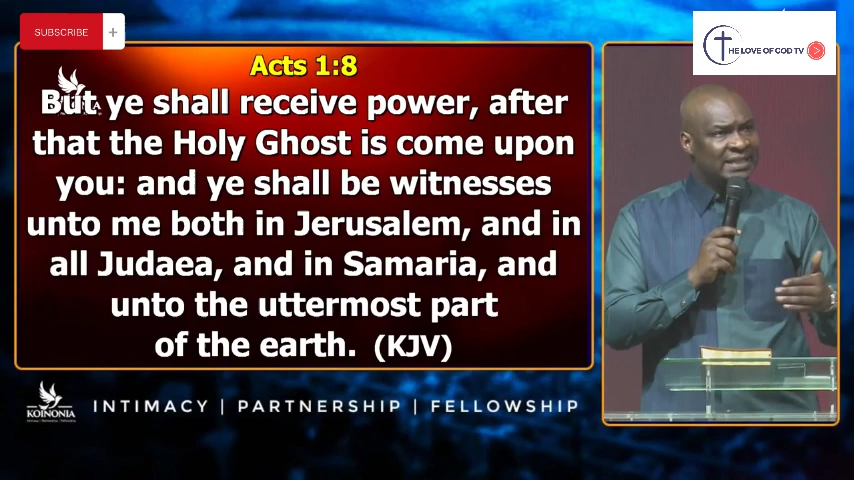 SUBSCRIBE +
THE LOVE OF GOD TV
Acts 1:8
But ye shall receive power, after
that the Holy Ghost is come upon
you: and ye shall be witnesses
unto me both in Jerusalem, and in
all Judaea, and in Samaria, and
unto the uttermost part
of the earth. (KJV)
KOINONIA
INTIMACY | PARTNERSHIP | FELLOWSHIP